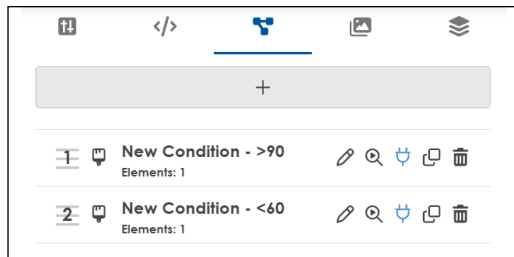 1
New Condition - >90
Elements: 1
2
New Condition - <60
Elements: 1